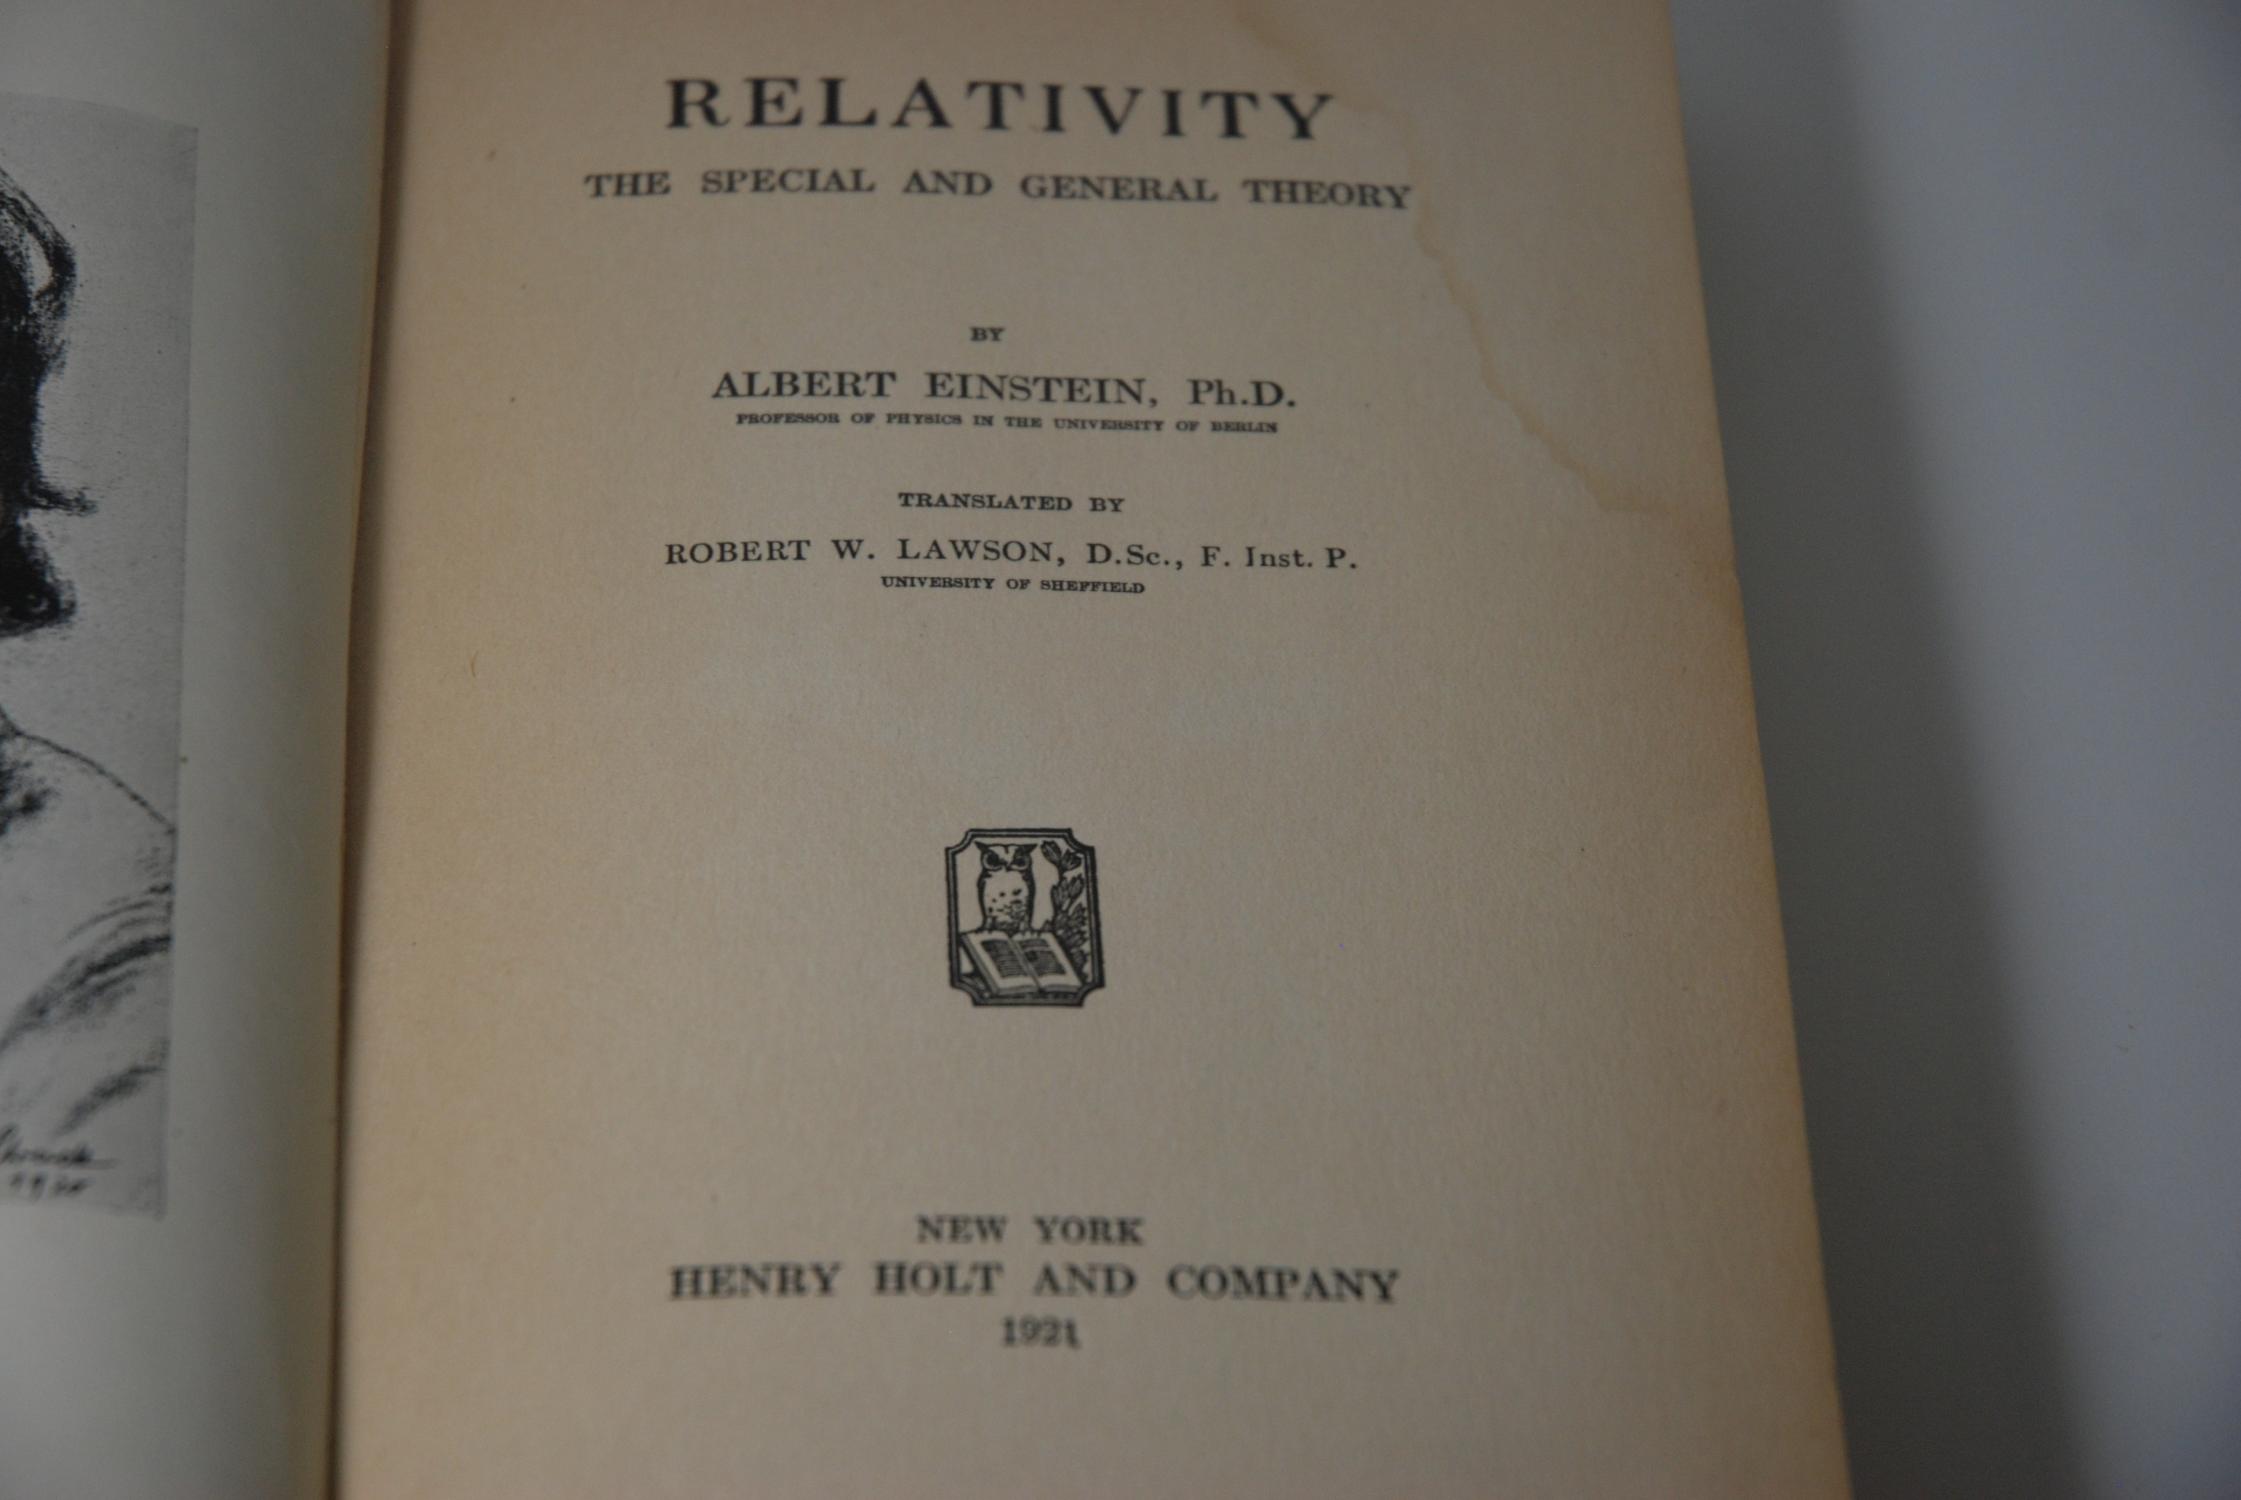 RELATIVITY
THE SPECIAL AND GENERAL THEORY
BY
ALBERT EINSTEIN, Ph.D.
PROFESSOR OF PHYSICS IN THE UNIVERSITY OF BERLIN
TRANSLATED BY
ROBERT W. LAWSON, D.Sc., F. Inst. P.
UNIVERSITY OF SHEFFIELD
NEW YORK
HENRY HOLT AND COMPANY
1921